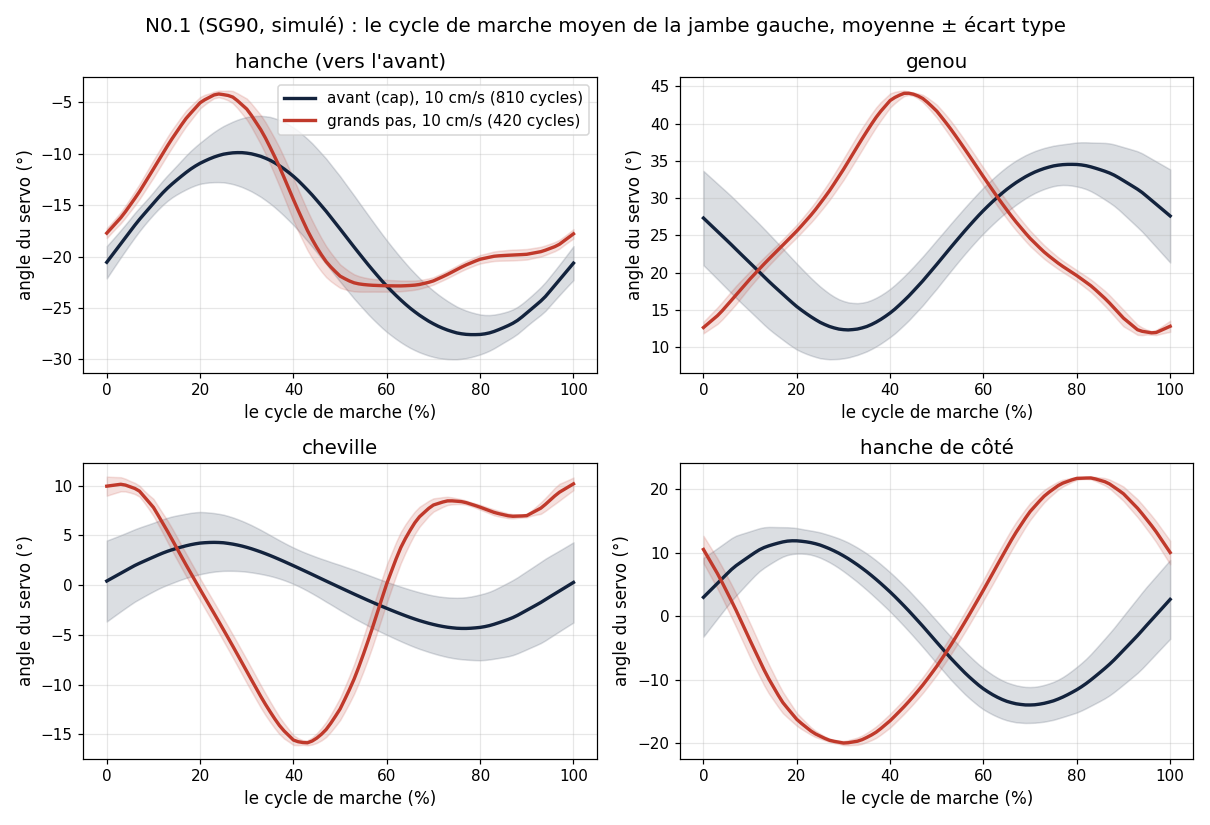 N0.1 (SG90, simulé) : le cycle de marche moyen de la jambe gauche, moyenne ± écart type
hanche (vers l'avant)
angle du servo (°)
−5
−10
−15
−20
−25
−30
avant (cap), 10 cm/s (810 cycles)
grands pas, 10 cm/s (420 cycles)
0 20 40 60 80 100
le cycle de marche (%)
genou
angle du servo (°)
45
40
35
30
25
20
15
10
0 20 40 60 80 100
le cycle de marche (%)
cheville
angle du servo (°)
10
5
0
−5
−10
−15
0 20 40 60 80 100
le cycle de marche (%)
hanche de côté
angle du servo (°)
20
10
0
−10
−20
0 20 40 60 80 100
le cycle de marche (%)